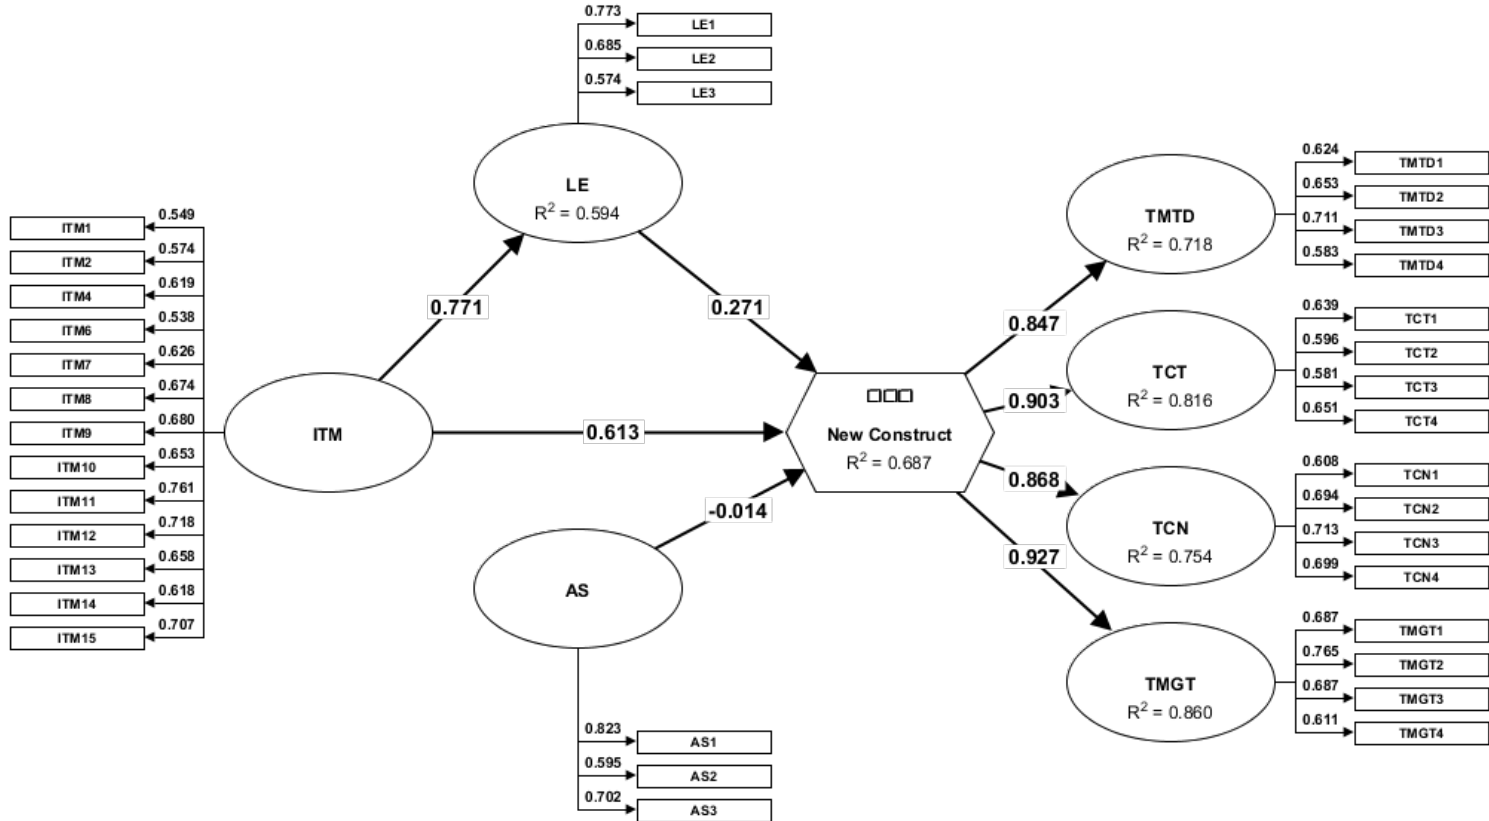 0.773
LE1
0.685
LE2
0.574
LE3
LE
R² = 0.594
0.549
ITM1
0.574
ITM2
0.619
ITM4
0.538
ITM6
0.626
ITM7
0.674
ITM8
0.680
ITM9
0.653
ITM10
0.761
ITM11
0.718
ITM12
0.658
ITM13
0.618
ITM14
0.707
ITM15
ITM
0.771
0.271
0.613
-0.014
New Construct
R² = 0.687
AS
0.823
AS1
0.595
AS2
0.702
AS3
0.847
0.903
0.868
0.927
TMTD
R² = 0.718
0.624
TMTD1
0.653
TMTD2
0.711
TMTD3
0.583
TMTD4
TCT
R² = 0.816
0.639
TCT1
0.596
TCT2
0.581
TCT3
0.651
TCT4
TCN
R² = 0.754
0.608
TCN1
0.694
TCN2
0.713
TCN3
0.699
TCN4
TMGT
R² = 0.860
0.687
TMGT1
0.765
TMGT2
0.687
TMGT3
0.611
TMGT4